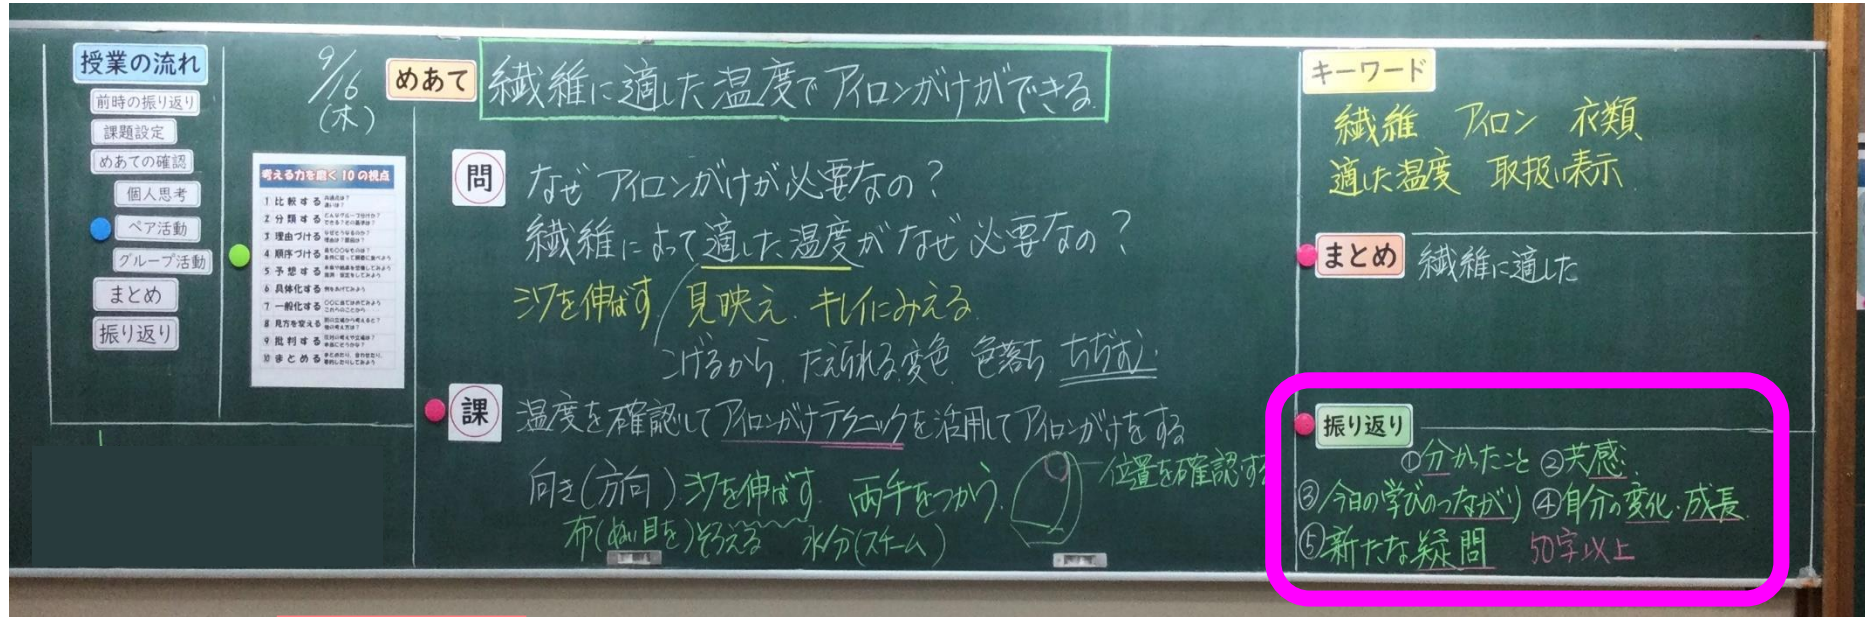 授業の流れ
前時の振り返り
課題設定
めあての確認
個人思考
ペア活動
グループ活動
まとめ
振り返り
考える力を磨く10の視点
1 比較する
2 分類する
3 理由づける
4 順序づける
5 予想する
6 具体化する
7 一般化する
8 見方を変える
9 批判する
10 まとめる
9/16
(木)
めあて 繊維に適した温度でアイロンがけができる
問 なぜアイロンがけが必要なの?
繊維によって適した温度がなぜ必要なの?
シワを伸ばす 見映え キレイにみえる
こげるから、たえられる、変色、色落ち ちぢむ
課 温度を確認してアイロンがけテクニックを活用してアイロンがけをする
向き(方向) シワを伸ばす 両手をつかう 位置を確認する
布(ぬい目を)そろえる 水分(スチーム)
キーワード
繊維 アイロン 衣類
適した温度 取扱い表示
まとめ 繊維に適した
振り返り
①分かったこと ②共感
③今日の学びのつながり ④自分の変化・成長
⑤新たな疑問 50字以上